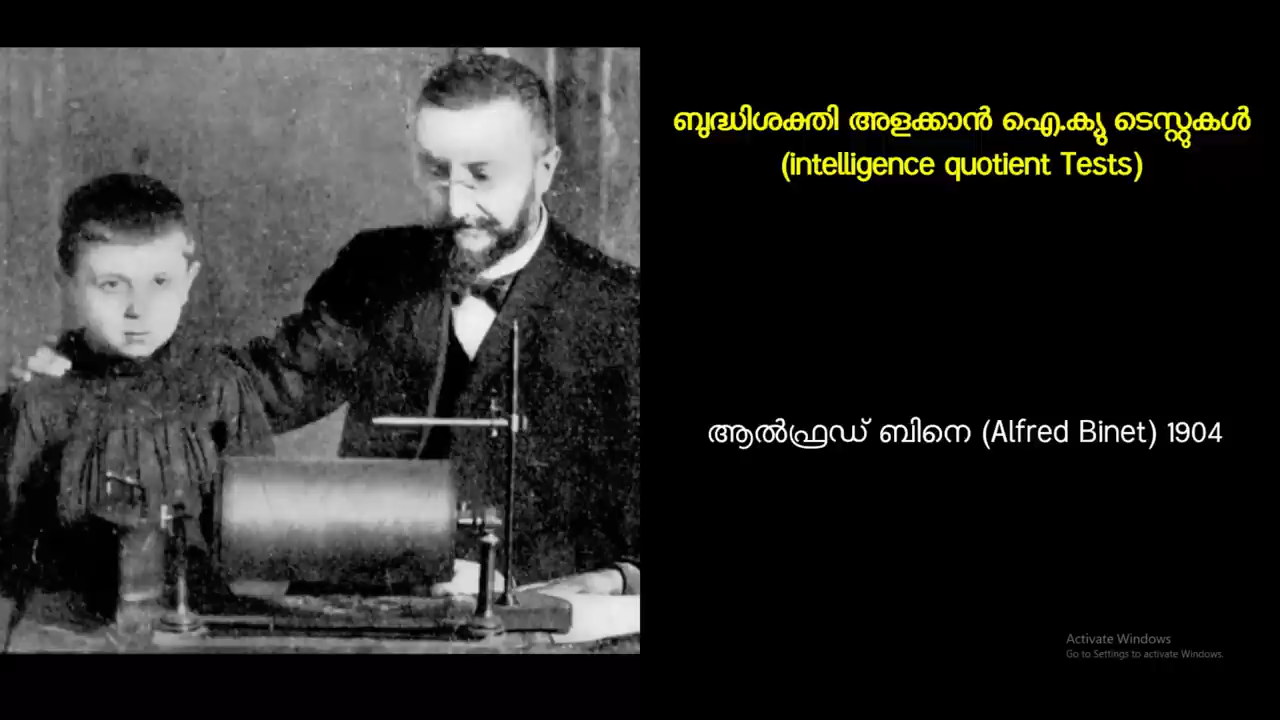 ബുദ്ധിശക്തി അളക്കാൻ ഐ.ക്യു ടെസ്റ്റുകൾ
(intelligence quotient Tests)
ആൽഫ്രഡ് ബിനെ (Alfred Binet) 1904
Activate Windows
Go to Settings to activate Windows.